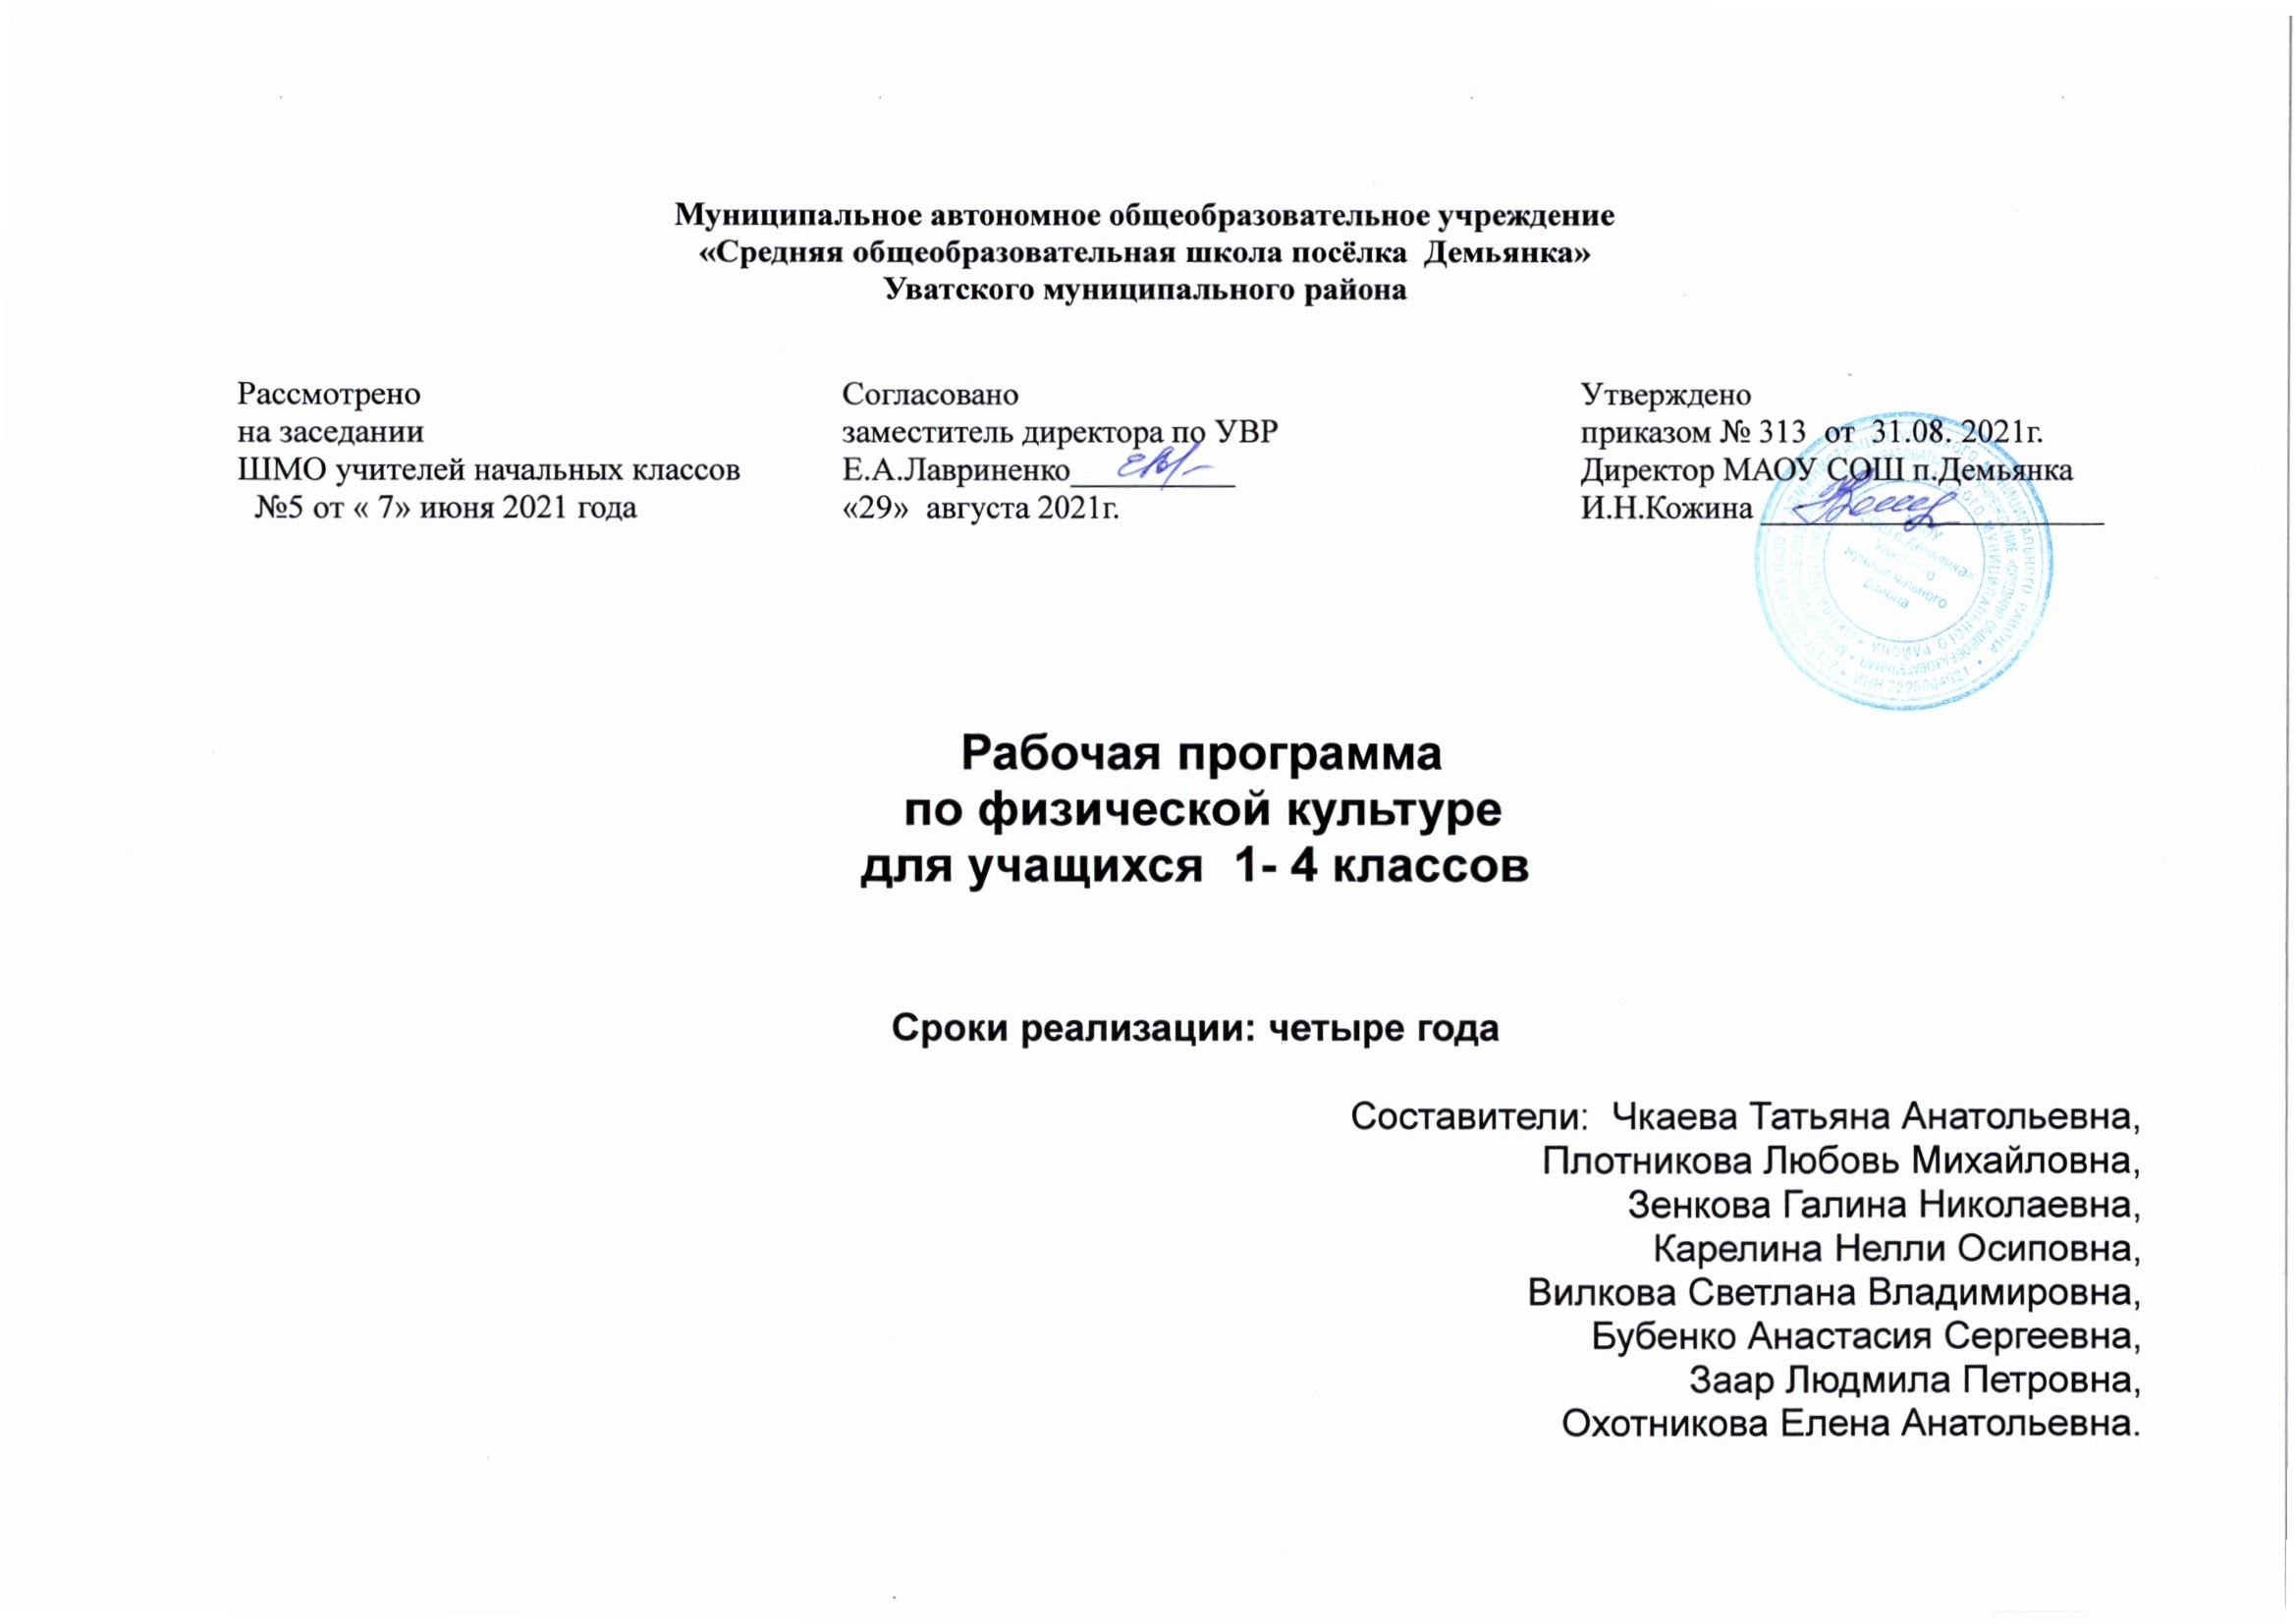 Муниципальное автономное общеобразовательное учреждение
«Средняя общеобразовательная школа посёлка Демьянка»
Уватского муниципального района
Рассмотрено
на заседании
ШМО учителей начальных классов
№5 от « 7» июня 2021 года
Согласовано
заместитель директора по УВР
Е.А.Лавриненко__________
«29» августа 2021г.
Утверждено
приказом № 313 от 31.08. 2021г.
Директор МАОУ СОШ п.Демьянка
И.Н.Кожина ____________________
Рабочая программа
по физической культуре
для учащихся 1- 4 классов
Сроки реализации: четыре года
Составители: Чкаева Татьяна Анатольевна,
Плотникова Любовь Михайловна,
Зенкова Галина Николаевна,
Карелина Нелли Осиповна,
Вилкова Светлана Владимировна,
Бубенко Анастасия Сергеевна,
Заар Людмила Петровна,
Охотникова Елена Анатольевна.